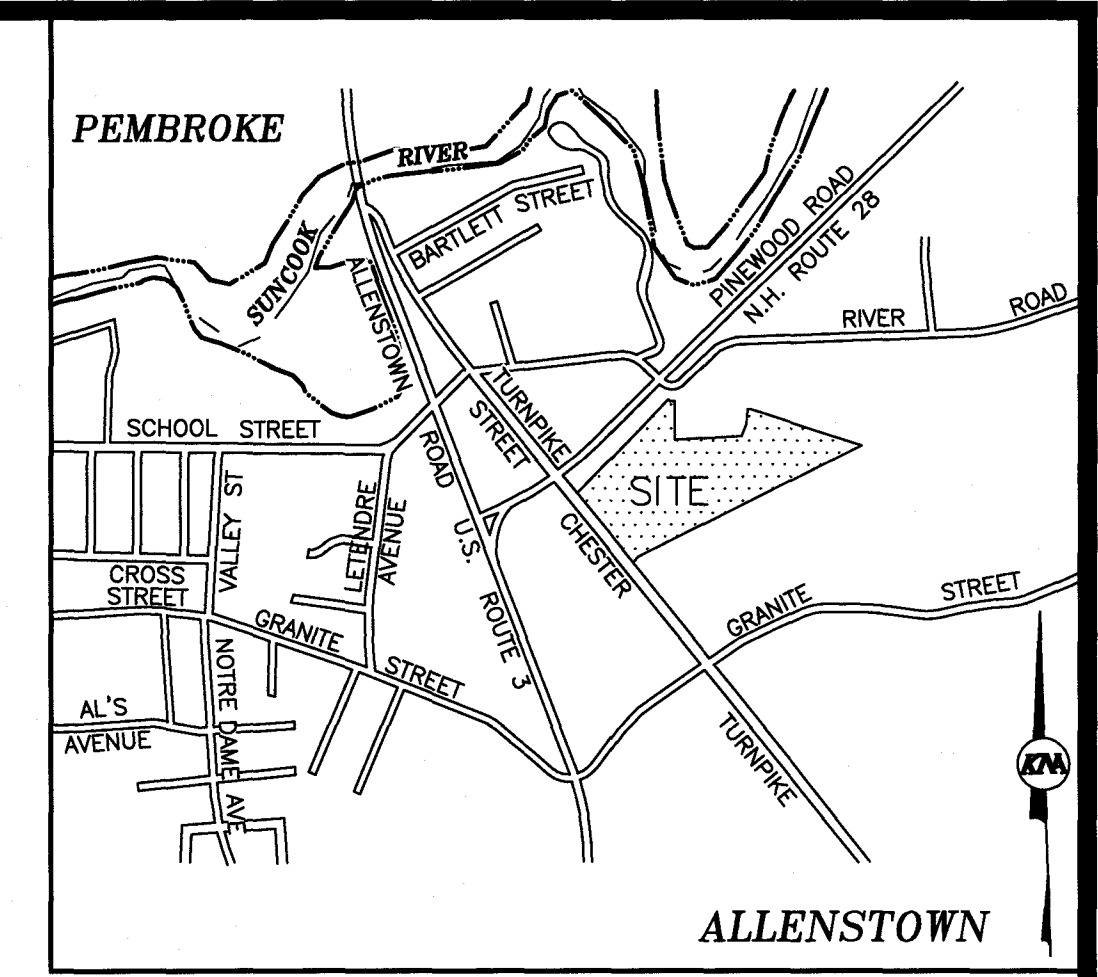 PEMBROKE
RIVER
BARTLETT STREET
SUNCOOK
ALLENSTOWN
ROAD
PINEWOOD ROAD
N.H. ROUTE 28
RIVER ROAD
TURNPIKE
STREET
SCHOOL STREET
SITE
VALLEY ST
LETENDRE
AVENUE
U.S. ROUTE 3
CHESTER
TURNPIKE
CROSS
STREET
GRANITE STREET
GRANITE STREET
NOTRE DAME AVE
AL'S
AVENUE
KNA
ALLENSTOWN